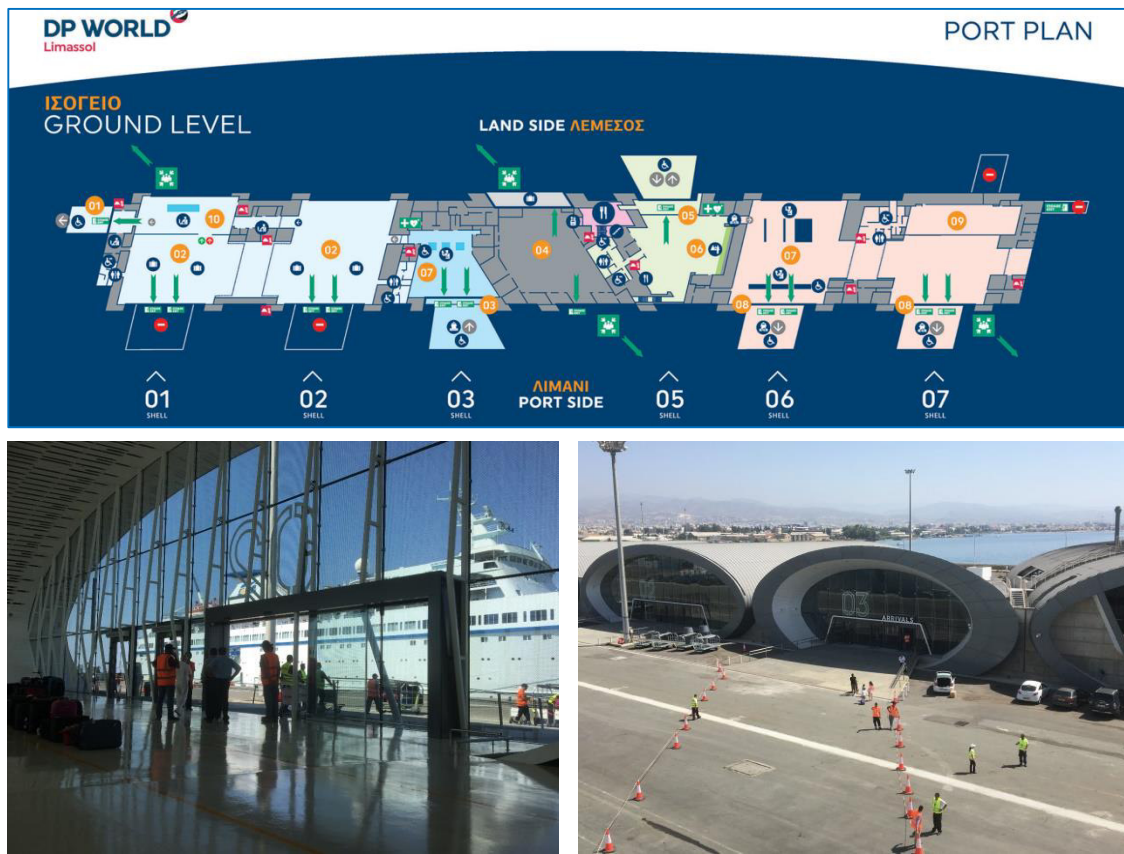 DP WORLD
Limassol
PORT PLAN
ΙΣΟΓΕΙΟ
GROUND LEVEL
LAND SIDE ΛΕΜΕΣΟΣ
01
10
02
02
07
03
04
05
06
07
08
09
08
ΛΙΜΑΝΙ
PORT SIDE
01
SHELL
02
SHELL
03
SHELL
05
SHELL
06
SHELL
07
SHELL
02
03
ARRIVALS